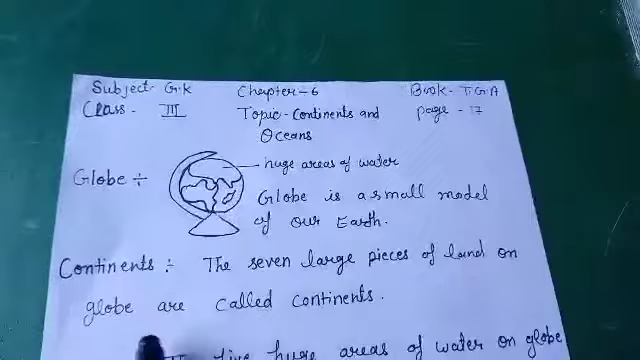 Subject- G.K Chapter-6 Book- T.G.A
Class- III Topic- Continents and page - 17
Oceans
huge areas of water
Globe ÷ Globe is a small model
of our Earth.
Continents ÷ The seven large pieces of land on
globe are called Continents.
five huge areas of water on globe